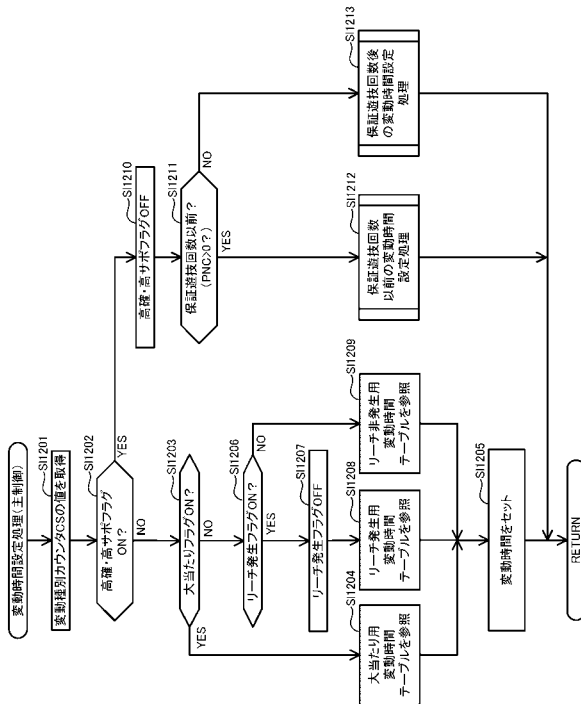 変動時間設定処理(主制御)
SI1201
変動種別カウンタCSの値を取得
SI1202
高確・高サポフラグ
ON?
YES
NO
SI1203
大当たりフラグON?
YES
NO
SI1206
リーチ発生フラグON?
NO
YES
SI1207
リーチ発生フラグOFF
SI1204
大当たり用
変動時間
テーブルを参照
SI1208
リーチ発生用
変動時間
テーブルを参照
SI1209
リーチ非発生用
変動時間
テーブルを参照
SI1205
変動時間をセット
SI1210
高確・高サポフラグOFF
SI1211
保証遊技回数以前?
(PNC>0?)
NO
YES
SI1212
保証遊技回数
以前の変動時間
設定処理
SI1213
保証遊技回数後
の変動時間設定
処理
RETURN